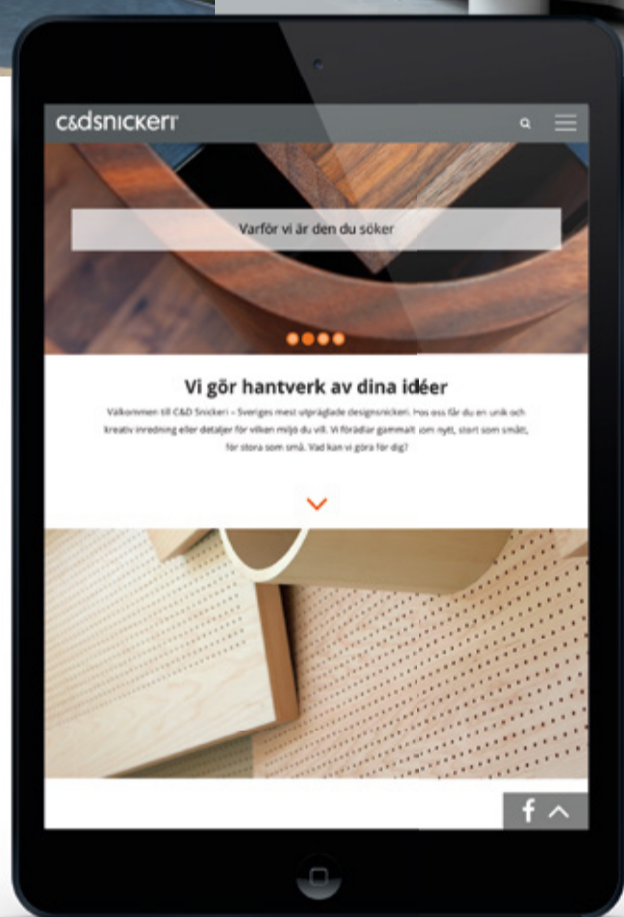 c&dsnickeri
Varför vi är den du söker
Vi gör hantverk av dina idéer
Välkommen till C&D Snickeri – Sveriges mest utpräglade designsnickeri. Hos oss får du en unik och
kreativ inredning eller detaljer för vilken miljö du vill. Vi förädlar gammalt som nytt, stort som smått,
för stora som små. Vad kan vi göra för dig?
f